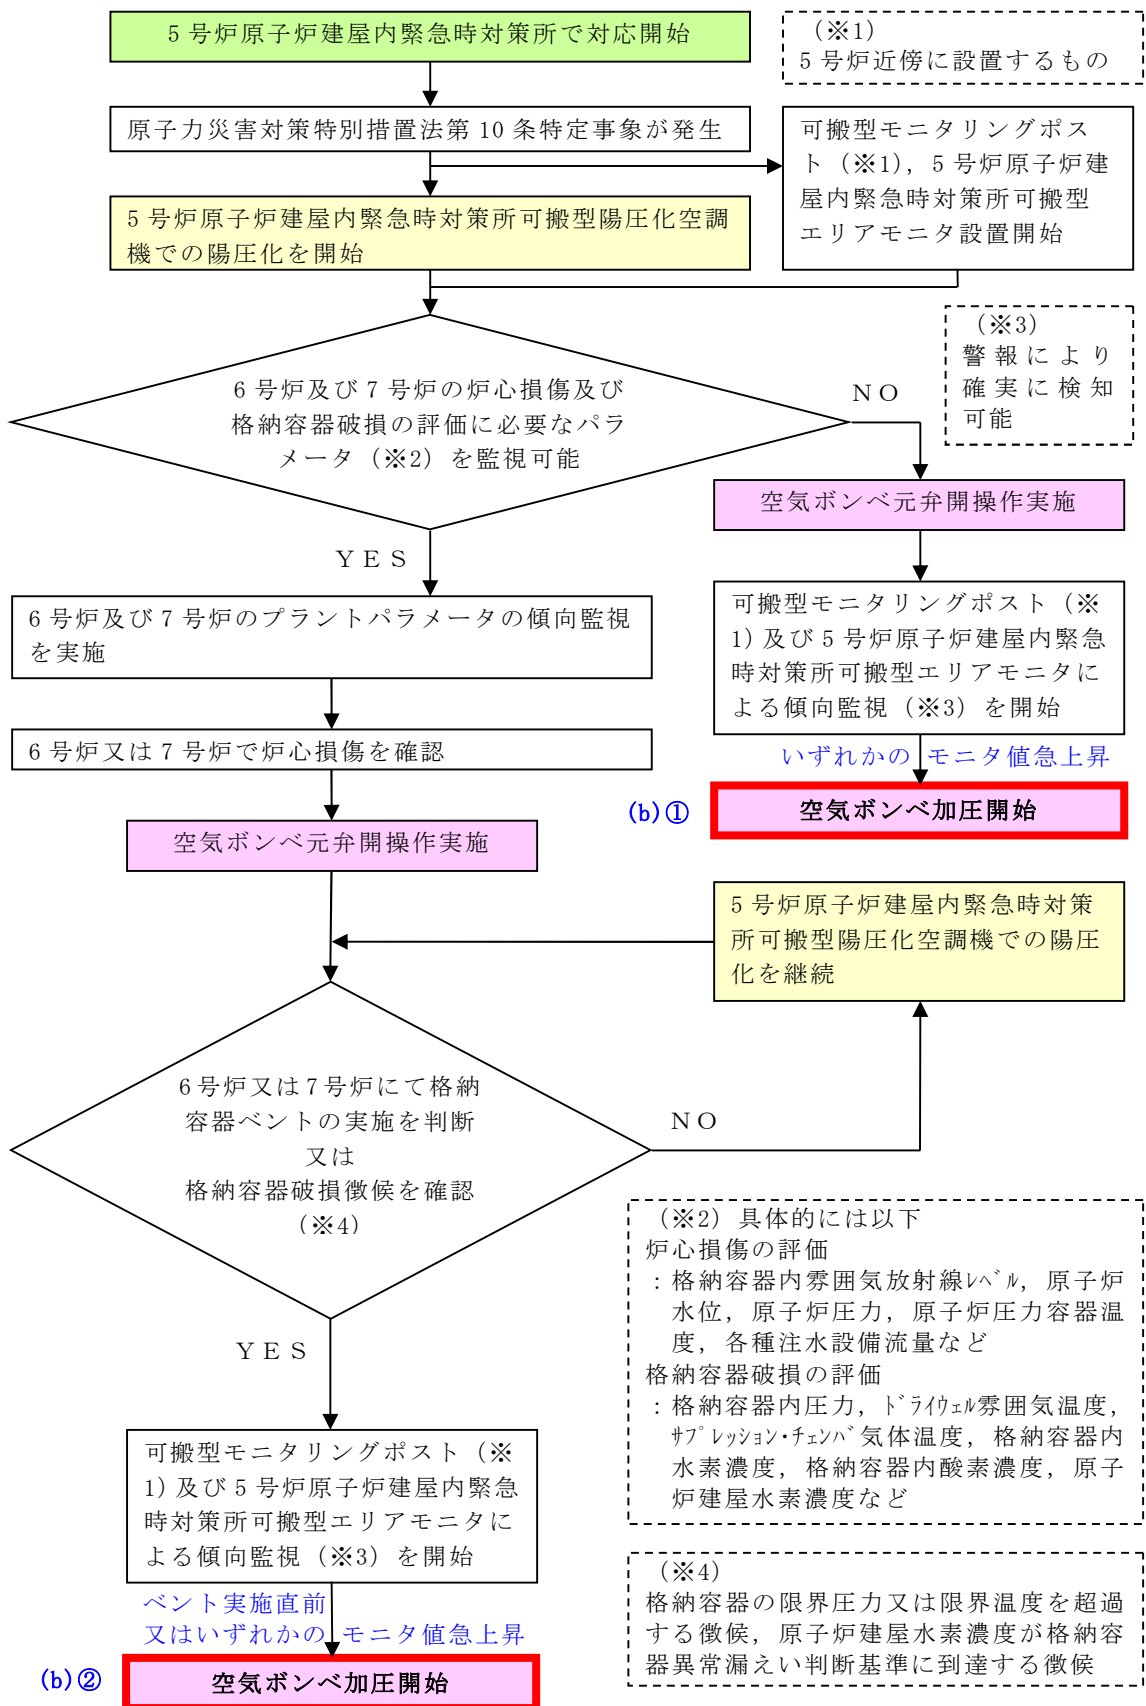 5号炉原子炉建屋内緊急時対策所で対応開始
（※1）
5号炉近傍に設置するもの
原子力災害対策特別措置法第10条特定事象が発生
可搬型モニタリングポス
ト（※1），5号炉原子炉建
屋内緊急時対策所可搬型
エリアモニタ設置開始
5号炉原子炉建屋内緊急時対策所可搬型陽圧化空調
機での陽圧化を開始
（※3）
警報により
確実に検知
可能
6号炉及び7号炉の炉心損傷及び
格納容器破損の評価に必要なパラ
メータ（※2）を監視可能
ＮＯ
空気ボンベ元弁開操作実施
ＹＥＳ
6号炉及び7号炉のプラントパラメータの傾向監視
を実施
可搬型モニタリングポスト（※
1）及び5号炉原子炉建屋内緊急
時対策所可搬型エリアモニタに
よる傾向監視（※3）を開始
6号炉又は7号炉で炉心損傷を確認
いずれかの モニタ値急上昇
(b)① 空気ボンベ加圧開始
空気ボンベ元弁開操作実施
5号炉原子炉建屋内緊急時対策
所可搬型陽圧化空調機での陽圧
化を継続
6号炉又は7号炉にて格納
容器ベントの実施を判断
又は
格納容器破損徴候を確認
（※4）
ＮＯ
ＹＥＳ
（※2）具体的には以下
炉心損傷の評価
：格納容器内雰囲気放射線ﾚﾍﾞﾙ，原子炉
水位，原子炉圧力，原子炉圧力容器温
度，各種注水設備流量など
格納容器破損の評価
：格納容器内圧力，ﾄﾞﾗｲｳｪﾙ雰囲気温度，
ｻﾌﾟﾚｯｼｮﾝ･ﾁｪﾝﾊﾞ気体温度，格納容器内
水素濃度，格納容器内酸素濃度，原子
炉建屋水素濃度など
可搬型モニタリングポスト（※
1）及び5号炉原子炉建屋内緊急
時対策所可搬型エリアモニタに
よる傾向監視（※3）を開始
ベント実施直前
又はいずれかの モニタ値急上昇
(b)② 空気ボンベ加圧開始
（※4）
格納容器の限界圧力又は限界温度を超過
する徴候，原子炉建屋水素濃度が格納容
器異常漏えい判断基準に到達する徴候